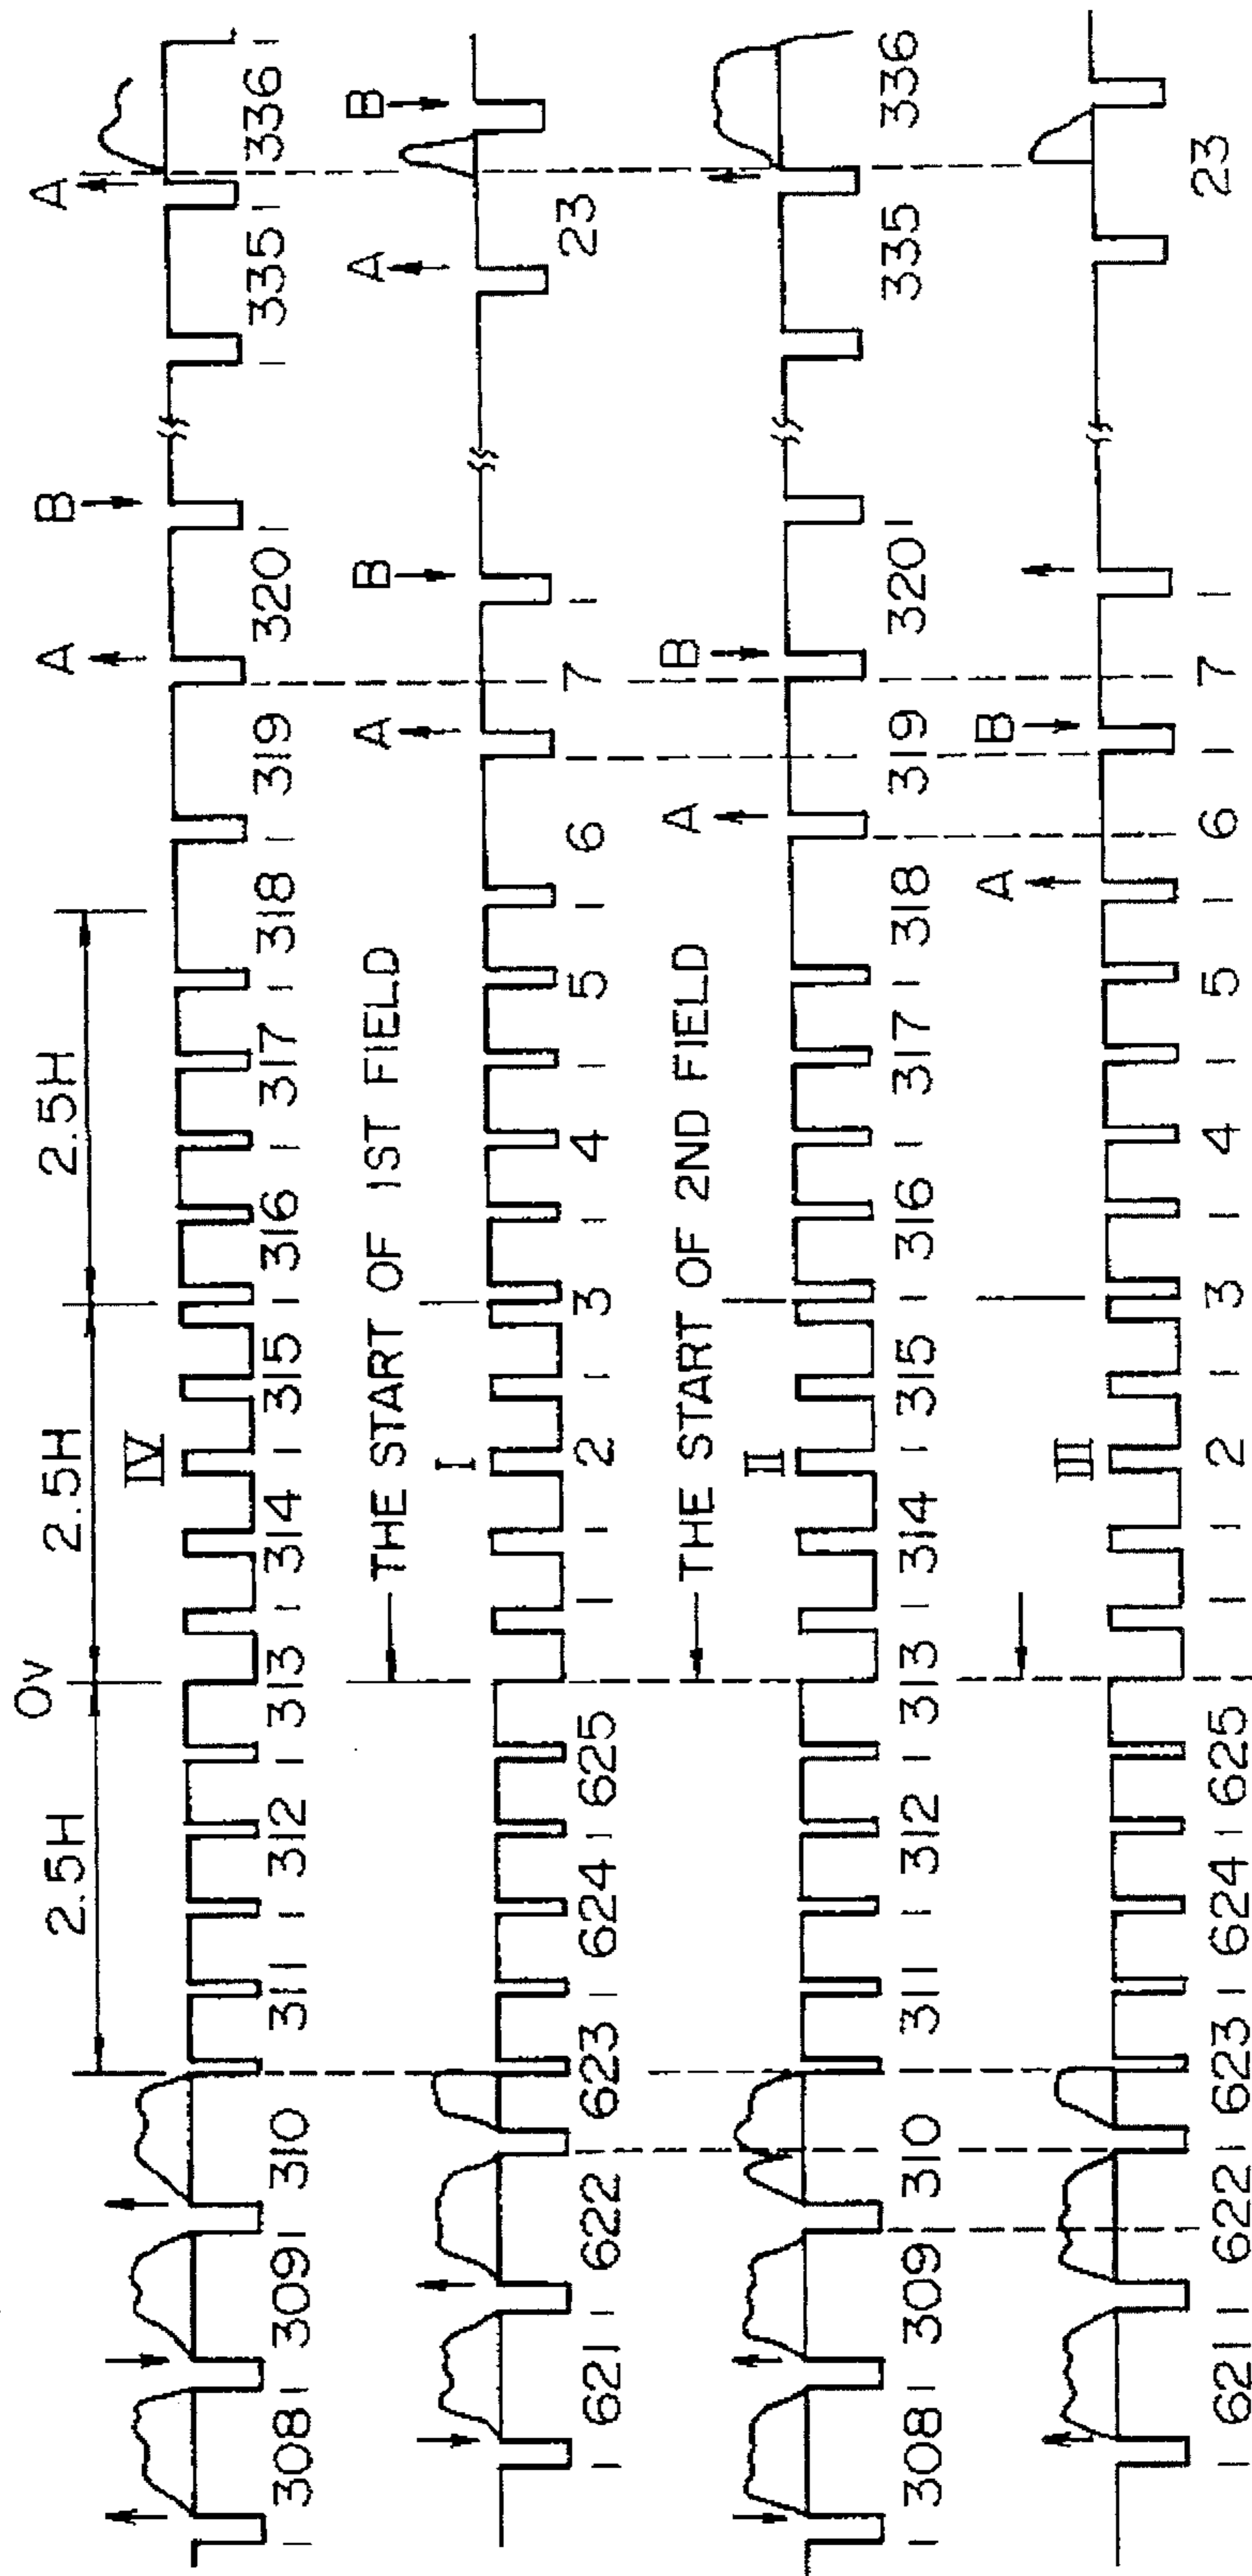 Ov
2.5H 2.5H 2.5H
A B A
IV
308 309 310 311 312 313 314 315 316 317 318 319 320 335 336
THE START OF 1ST FIELD
A B A B
I
621 622 623 624 625 1 2 3 4 5 6 7 23
THE START OF 2ND FIELD
A B
II
308 309 310 311 312 313 314 315 316 317 318 319 320 335 336
A B
III
621 622 623 624 625 1 2 3 4 5 6 7 23